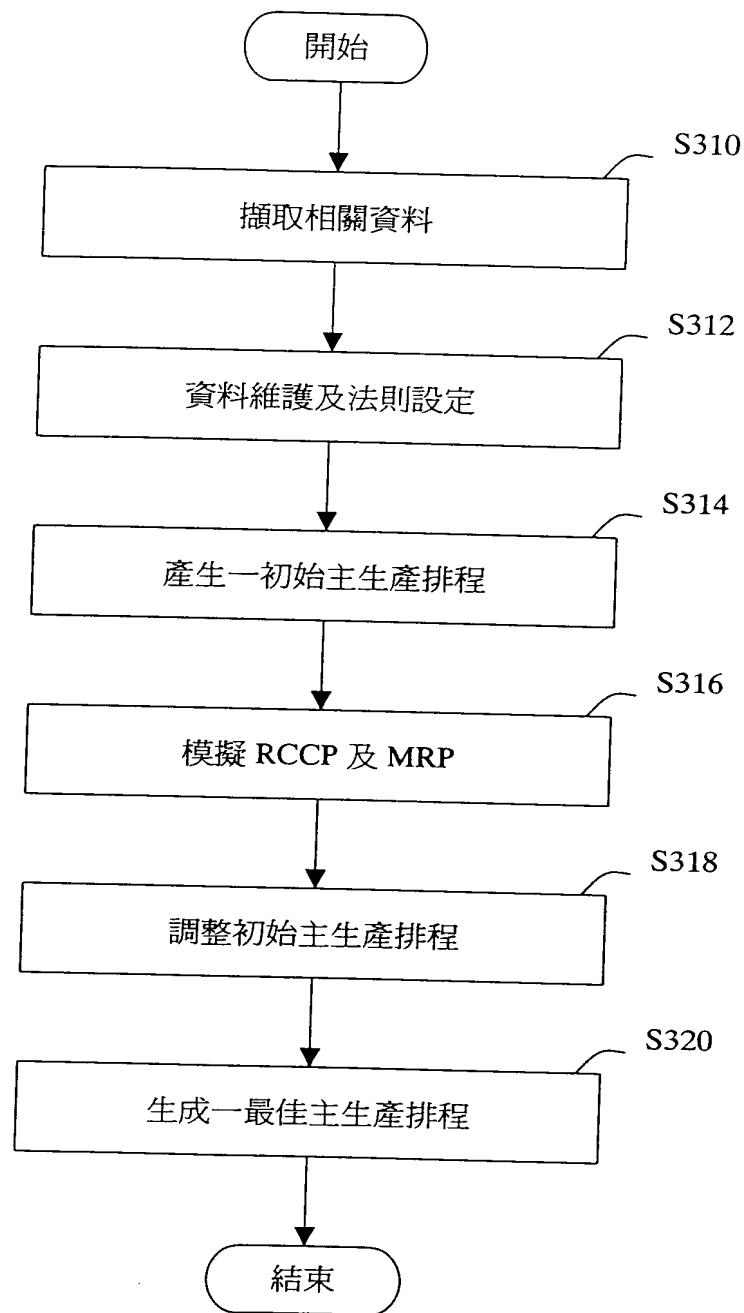 開始
S310
擷取相關資料
S312
資料維護及法則設定
S314
產生一初始主生產排程
S316
模擬 RCCP 及 MRP
S318
調整初始主生產排程
S320
生成一最佳主生產排程
結束